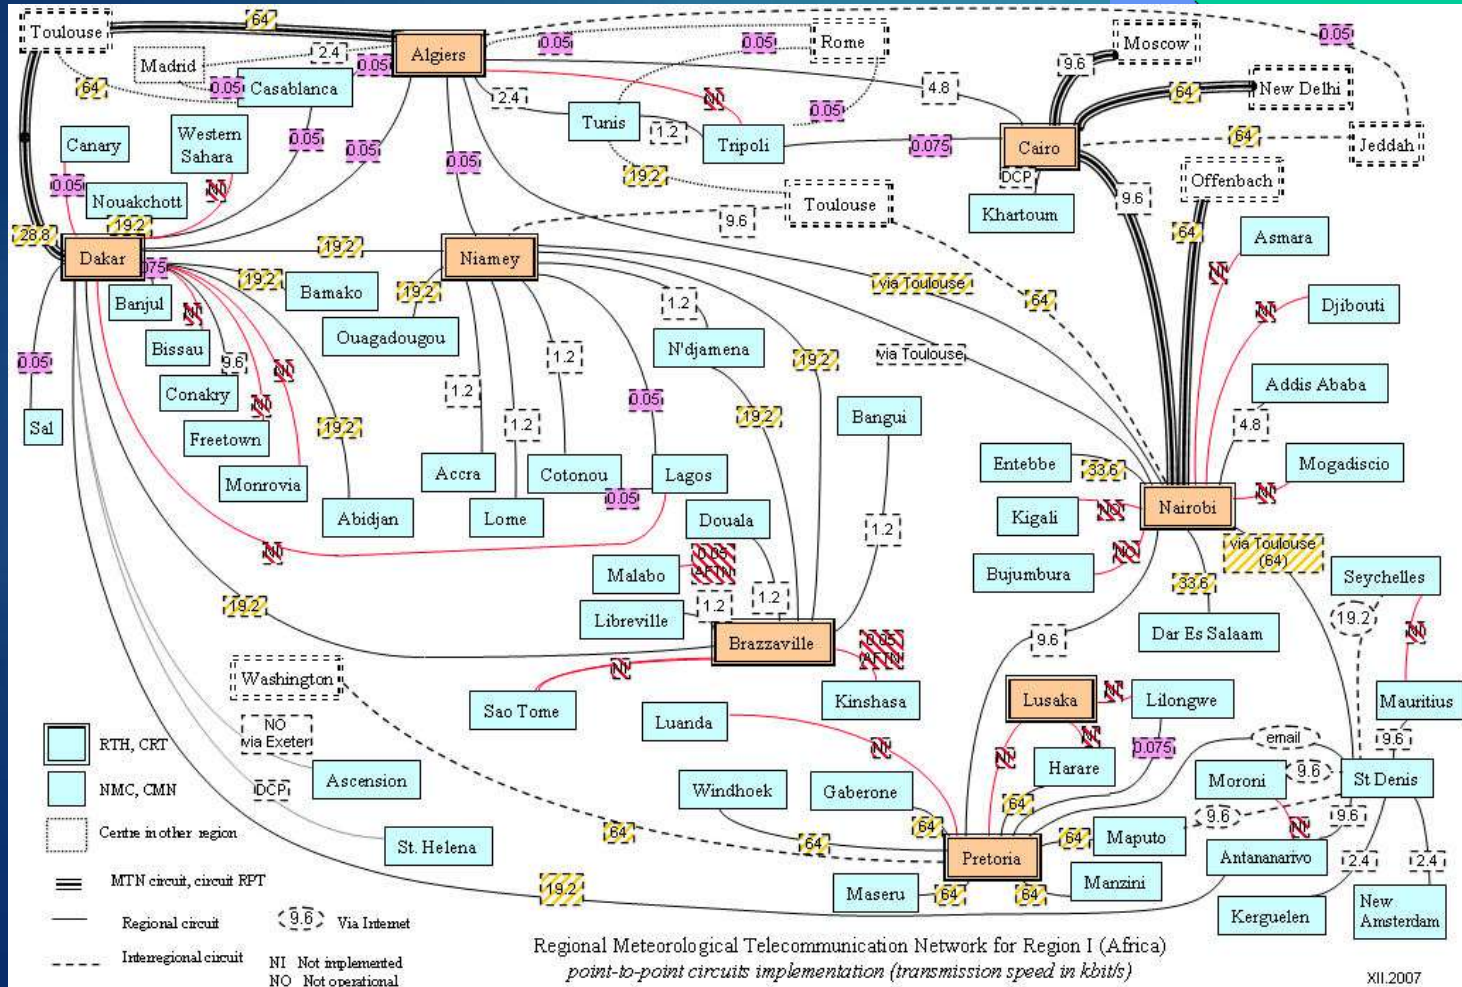 Toulouse
64
Algiers
0.05
Rome
0.05
Moscow
0.05
Madrid
2.4
0.05
64
0.05
Casablanca
9.6
New Delhi
64
2.4
NI
4.8
0.05
Tunis
1.2
Tripoli
0.075
Cairo
64
Jeddah
Canary
Western
Sahara
0.05
0.05
0.05
19.2
DCP
Offenbach
0.05
NI
Nouakchott
Toulouse
9.6
Khartoum
28.8
19.2
9.6
64
Asmara
Dakar
19.2
Niamey
075
19.2
Bamako
19.2
via Toulouse
NI
Banjul
NI
1.2
64
NI
Djibouti
Ouagadougou
Bissau
9.6
N'djamena
via Toulouse
0.05
NI
1.2
19.2
Conakry
1.2
0.05
Addis Ababa
NI
19.2
Bangui
Sal
Freetown
19.2
1.2
4.8
Monrovia
Accra
Cotonou
Lagos
Entebbe
33.6
Mogadiscio
NI
0.05
Abidjan
Lome
Douala
Kigali
NO
Nairobi
1.2
NI
0.05
AFTN
Malabo
Bujumbura
NO
via Toulouse
(64)
Seychelles
33.6
19.2
1.2
1.2
Libreville
19.2
Brazzaville
0.05
AFTN
9.6
Dar Es Salaam
NI
Washington
NI
Sao Tome
Kinshasa
Lusaka
NI
Lilongwe
Mauritius
Luanda
NO
via Exeter
RTH, CRT
NI
NI
NI
0.075
email
9.6
Ascension
Harare
Moroni
9.6
St Denis
NMC, CMN
DCP
Windhoek
Gaberone
64
9.6
9.6
Centre in other region
64
64
64
64
Maputo
NI
St. Helena
Pretoria
Antananarivo
2.4
2.4
MTN circuit, circuit RPT
19.2
Maseru
64
64
Manzini
Regional circuit
9.6
Via Internet
Kerguelen
New
Amsterdam
Interregional circuit
NI Not implemented
NO Not operational
Regional Meteorological Telecommunication Network for Region I (Africa)
point-to-point circuits implementation (transmission speed in kbit/s)
XII.2007